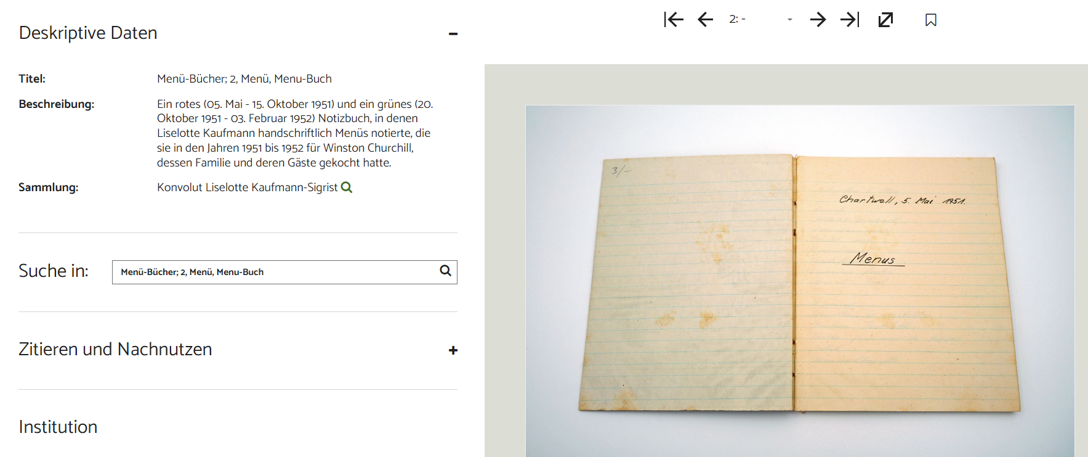 Deskriptive Daten
Titel: Menü-Bücher; 2, Menü, Menu-Buch
Beschreibung: Ein rotes (05. Mai - 15. Oktober 1951) und ein grünes (20.
Oktober 1951 - 03. Februar 1952) Notizbuch, in denen
Liselotte Kaufmann handschriftlich Menüs notierte, die
sie in den Jahren 1951 bis 1952 für Winston Churchill,
dessen Familie und deren Gäste gekocht hatte.
Sammlung: Konvolut Liselotte Kaufmann-Sigrist
Suche in: Menü-Bücher; 2, Menü, Menu-Buch
Zitieren und Nachnutzen
Institution
2: - -
3/-
Chartwell, 5. Mai 1951.
Menus